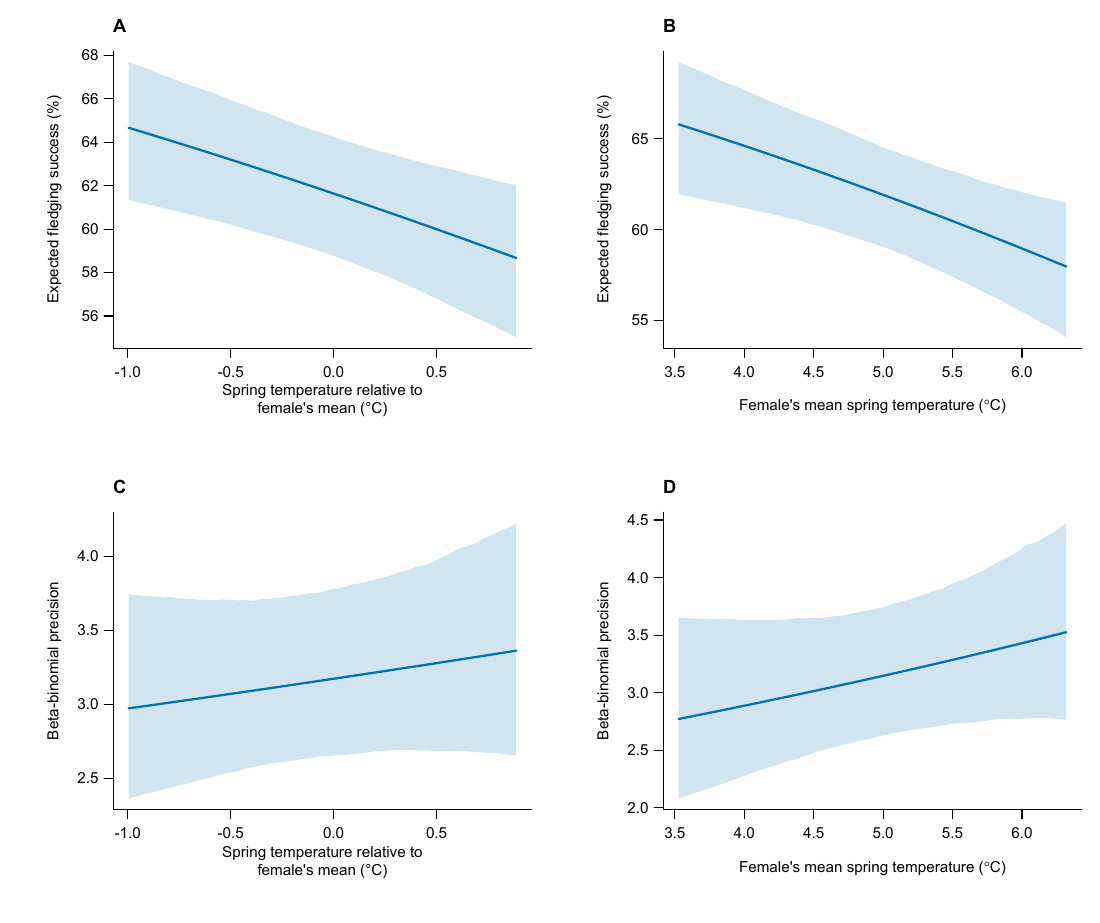 A
Expected fledging success (%)
68
66
64
62
60
58
56
-1.0 -0.5 0.0 0.5
Spring temperature relative to
female's mean (°C)
B
Expected fledging success (%)
65
60
55
3.5 4.0 4.5 5.0 5.5 6.0
Female's mean spring temperature (°C)
C
Beta-binomial precision
4.0
3.5
3.0
2.5
-1.0 -0.5 0.0 0.5
Spring temperature relative to
female's mean (°C)
D
Beta-binomial precision
4.5
4.0
3.5
3.0
2.5
2.0
3.5 4.0 4.5 5.0 5.5 6.0
Female's mean spring temperature (°C)